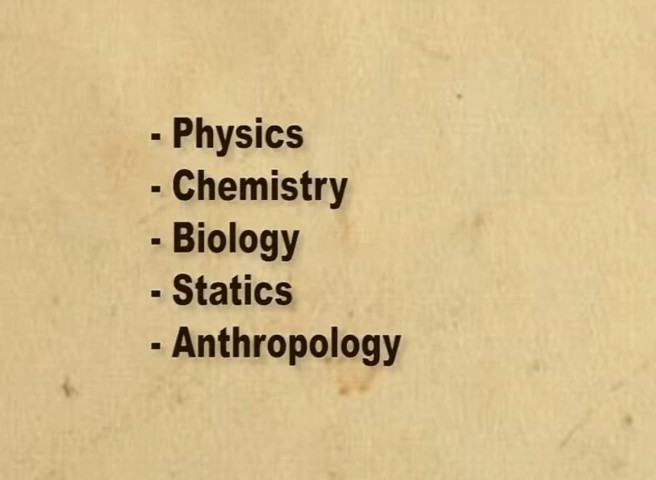 - Physics
- Chemistry
- Biology
- Statics
- Anthropology